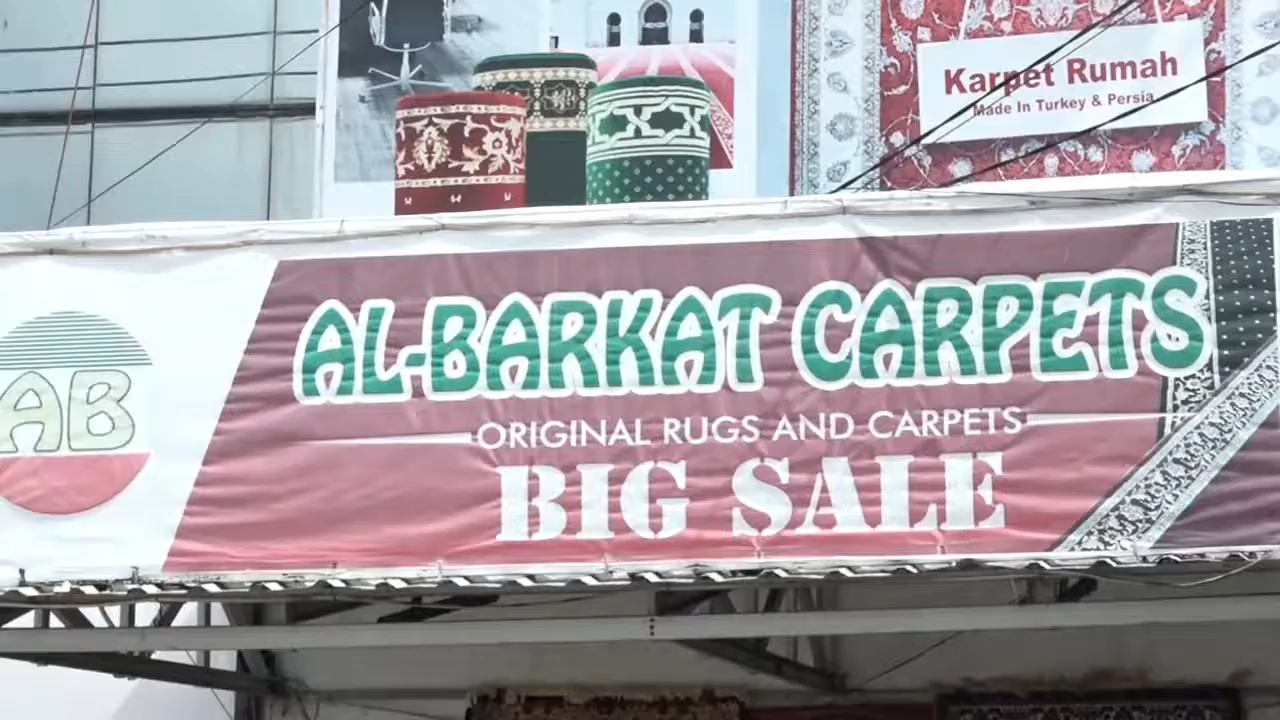 Karpet Rumah
Made In Turkey & Persia
AL-BARKAT CARPETS
AB
ORIGINAL RUGS AND CARPETS
BIG SALE